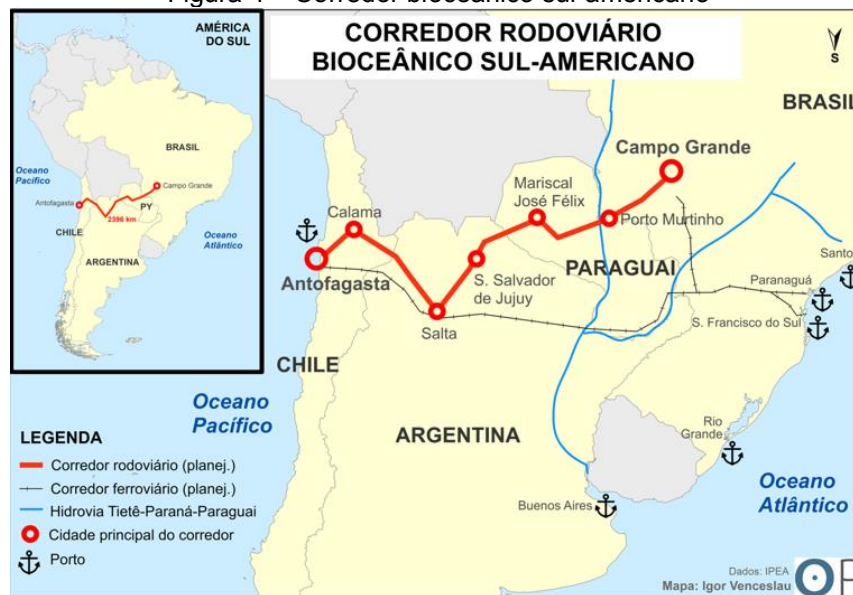 AMÉRICA
DO SUL
BRASIL
Oceano
Pacífico
Campo Grande
Antofagasta
PY
2396 km
CHILE
Oceano
Atlântico
ARGENTINA
CORREDOR RODOVIÁRIO
BIOCEÂNICO SUL-AMERICANO
S
BRASIL
Campo Grande
Mariscal
José Félix
Calama
Porto Murtinho
Antofagasta
S. Salvador
de Jujuy
PARAGUAI
Santo
Paranaguá
Salta
S. Francisco do Sul
CHILE
Oceano
Pacífico
ARGENTINA
Rio
Grande
Oceano
Atlântico
Buenos Aires
LEGENDA
Corredor rodoviário (planej.)
Corredor ferroviário (planej.)
Hidrovia Tietê-Paraná-Paraguai
Cidade principal do corredor
Porto
Dados: IPEA
Mapa: Igor Venceslau